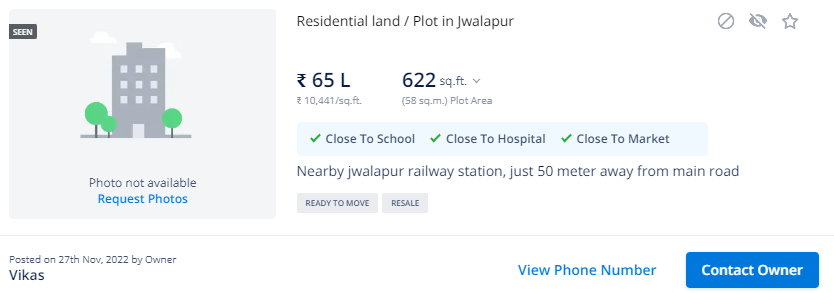 SEEN
Photo not available
Request Photos
Residential land / Plot in Jwalapur
₹ 65 L
₹ 10,441/sq.ft.
622 sq.ft.
(58 sq.m.) Plot Area
Close To School
Close To Hospital
Close To Market
Nearby jwalapur railway station, just 50 meter away from main road
READY TO MOVE
RESALE
Posted on 27th Nov, 2022 by Owner
Vikas
View Phone Number
Contact Owner